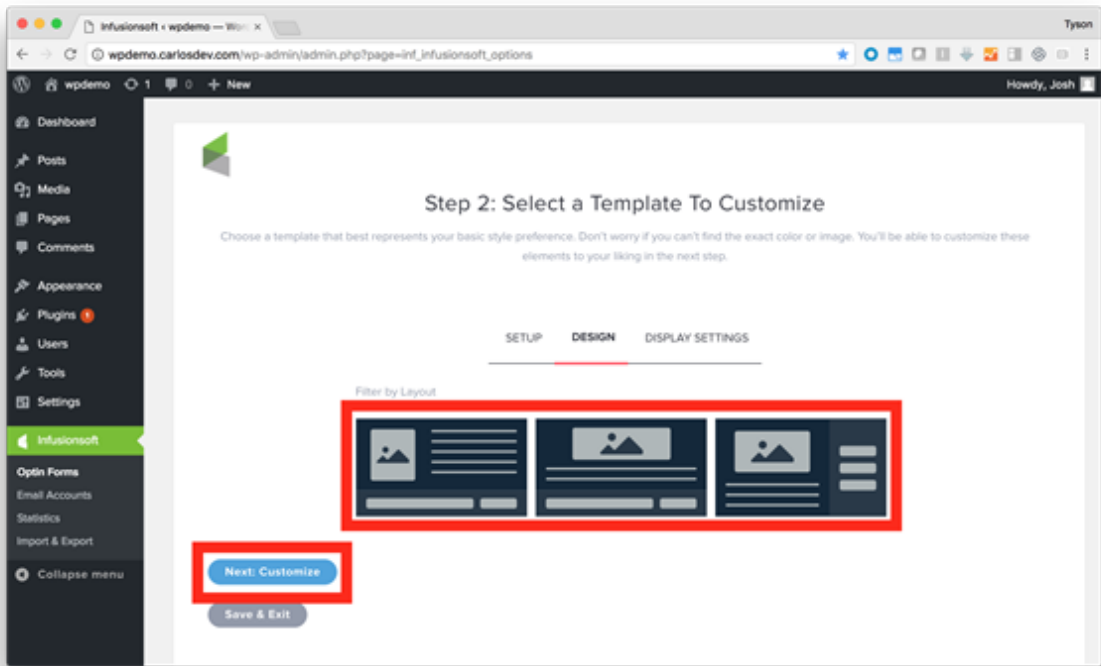 Infusionsoft ‹ wpdemo — Wor
Tyson
wpdemo.carlosdev.com/wp-admin/admin.php?page=inf_infusionsoft_options
wpdemo 1 0 + New
Howdy, Josh
Dashboard
Posts
Media
Pages
Comments
Appearance
Plugins
Users
Tools
Settings
Infusionsoft
Optin Forms
Email Accounts
Statistics
Import & Export
Collapse menu
Step 2: Select a Template To Customize
Choose a template that best represents your basic style preference. Don't worry if you can't find the exact color or image. You'll be able to customize these
elements to your liking in the next step.
SETUP DESIGN DISPLAY SETTINGS
Filter by Layout
Next: Customize
Save & Exit